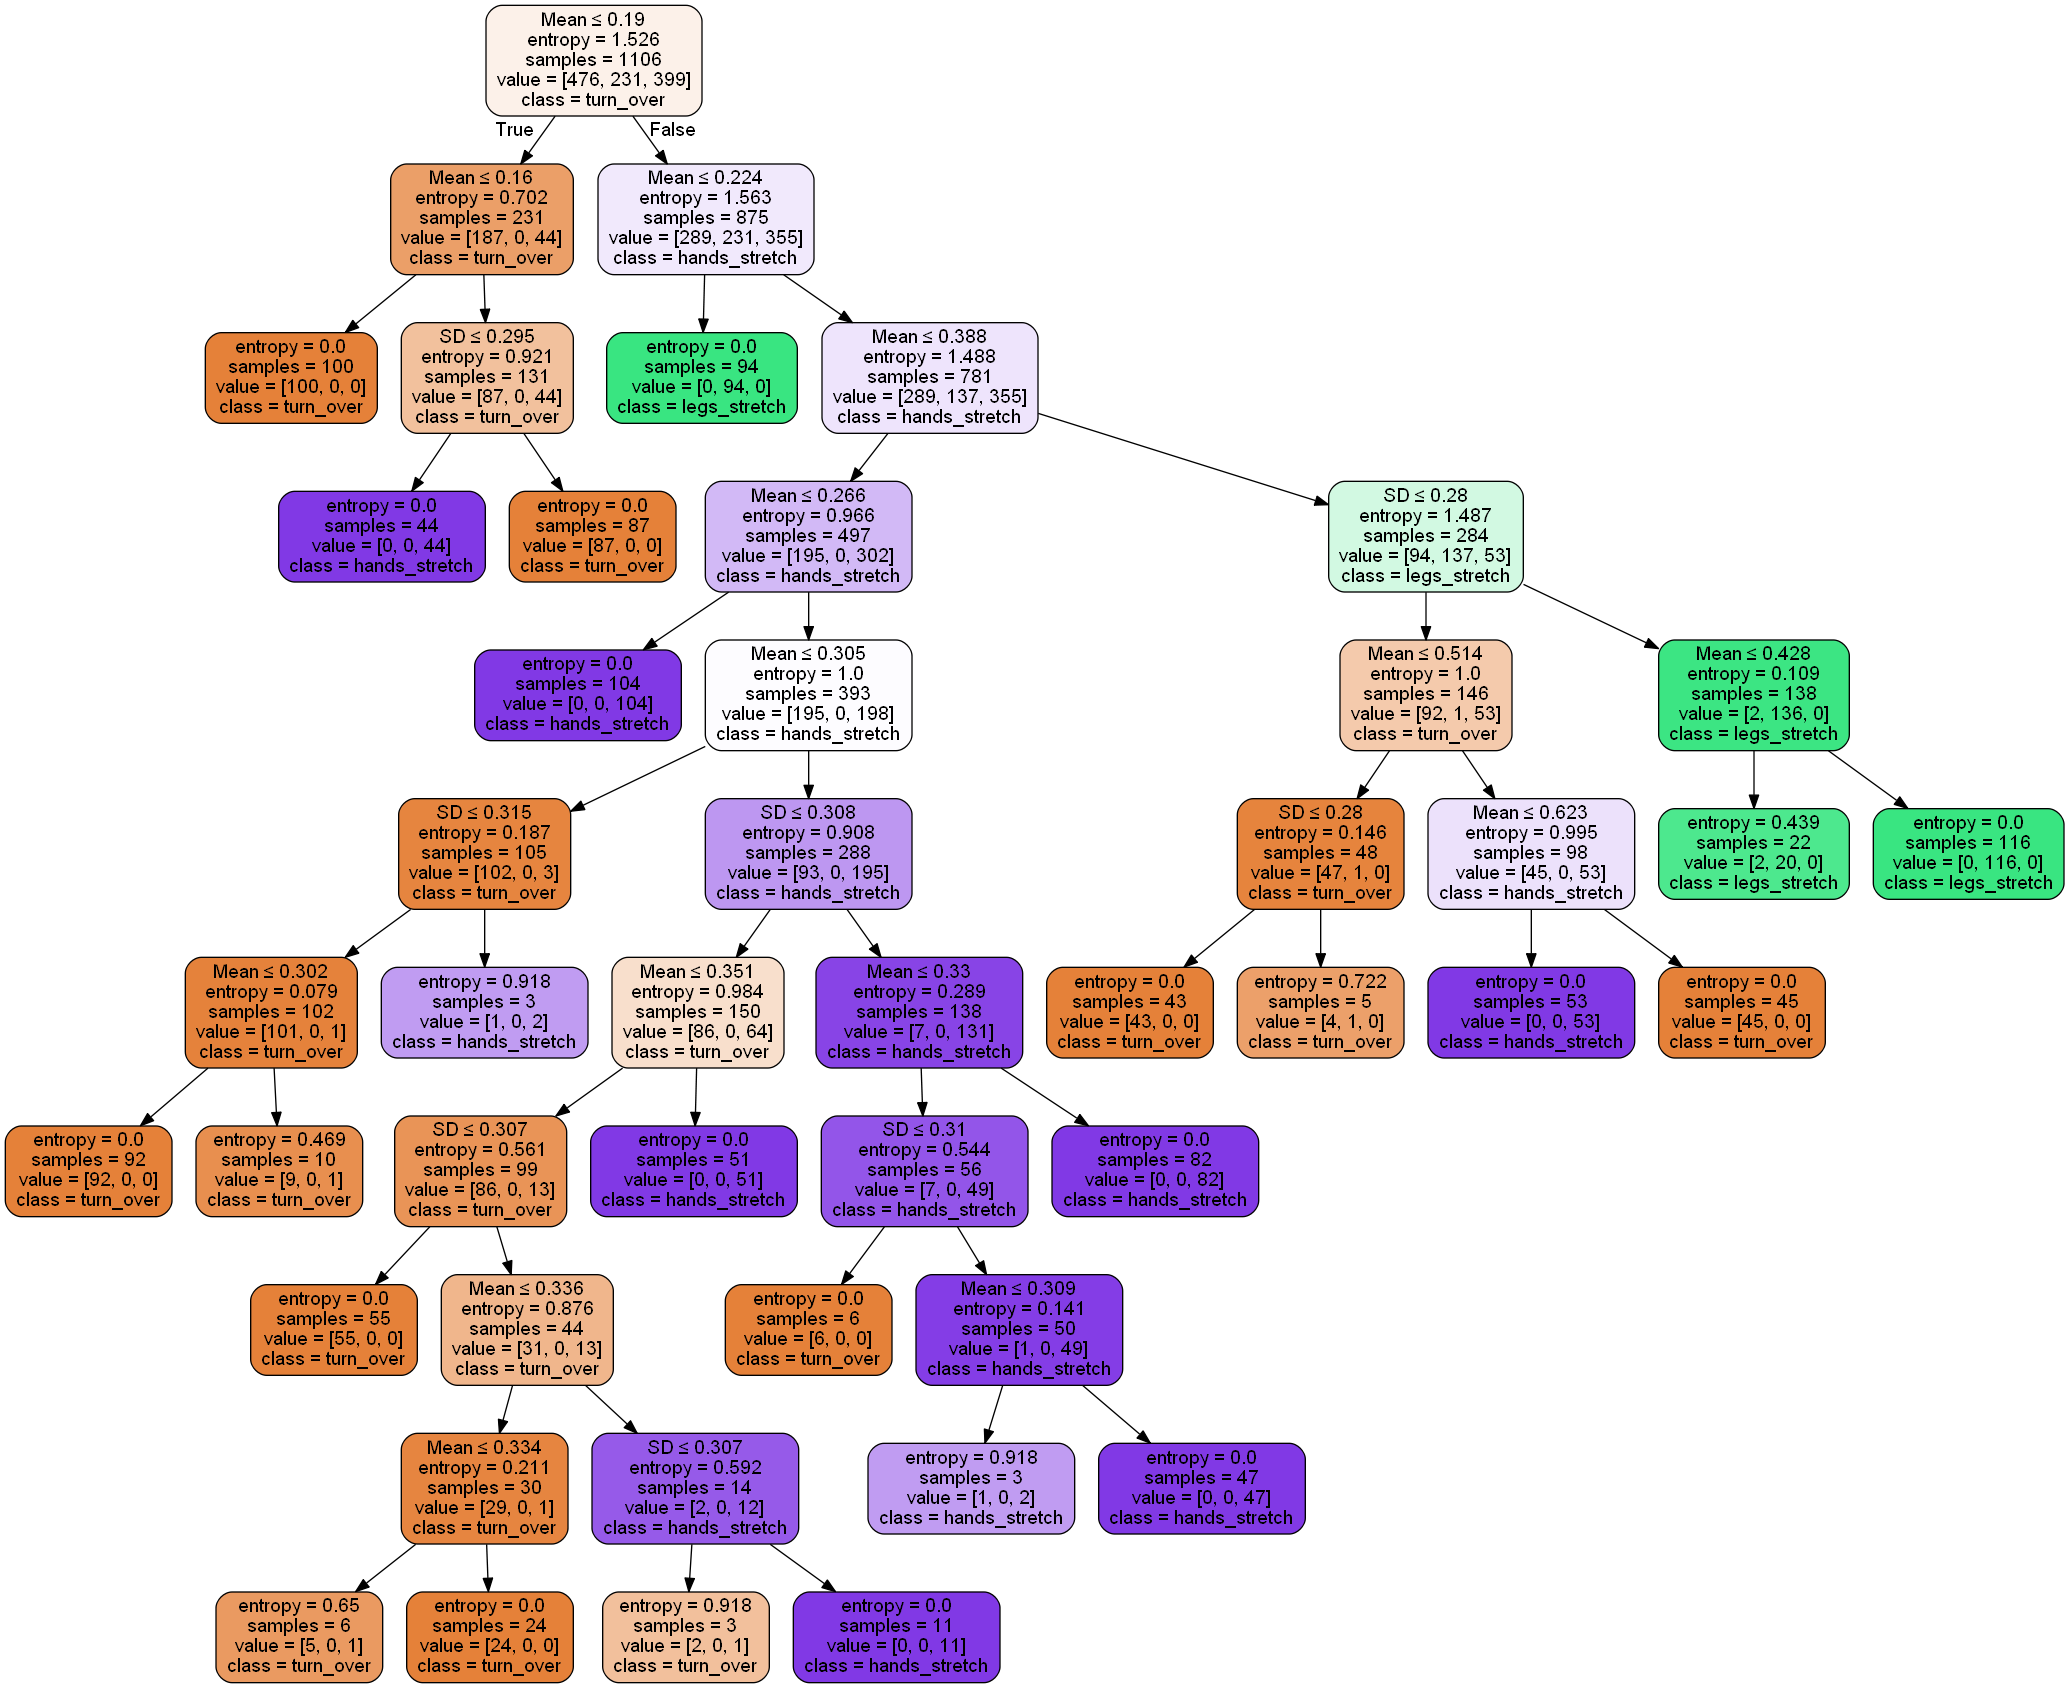 Mean ≤ 0.19
entropy = 1.526
samples = 1106
value = [476, 231, 399]
class = turn_over
True
False
Mean ≤ 0.16
entropy = 0.702
samples = 231
value = [187, 0, 44]
class = turn_over
Mean ≤ 0.224
entropy = 1.563
samples = 875
value = [289, 231, 355]
class = hands_stretch
entropy = 0.0
samples = 100
value = [100, 0, 0]
class = turn_over
SD ≤ 0.295
entropy = 0.921
samples = 131
value = [87, 0, 44]
class = turn_over
entropy = 0.0
samples = 94
value = [0, 94, 0]
class = legs_stretch
Mean ≤ 0.388
entropy = 1.488
samples = 781
value = [289, 137, 355]
class = hands_stretch
entropy = 0.0
samples = 44
value = [0, 0, 44]
class = hands_stretch
entropy = 0.0
samples = 87
value = [87, 0, 0]
class = turn_over
Mean ≤ 0.266
entropy = 0.966
samples = 497
value = [195, 0, 302]
class = hands_stretch
SD ≤ 0.28
entropy = 1.487
samples = 284
value = [94, 137, 53]
class = legs_stretch
entropy = 0.0
samples = 104
value = [0, 0, 104]
class = hands_stretch
Mean ≤ 0.305
entropy = 1.0
samples = 393
value = [195, 0, 198]
class = hands_stretch
Mean ≤ 0.514
entropy = 1.0
samples = 146
value = [92, 1, 53]
class = turn_over
Mean ≤ 0.428
entropy = 0.109
samples = 138
value = [2, 136, 0]
class = legs_stretch
SD ≤ 0.315
entropy = 0.187
samples = 105
value = [102, 0, 3]
class = turn_over
SD ≤ 0.308
entropy = 0.908
samples = 288
value = [93, 0, 195]
class = hands_stretch
SD ≤ 0.28
entropy = 0.146
samples = 48
value = [47, 1, 0]
class = turn_over
Mean ≤ 0.623
entropy = 0.995
samples = 98
value = [45, 0, 53]
class = hands_stretch
entropy = 0.439
samples = 22
value = [2, 20, 0]
class = legs_stretch
entropy = 0.0
samples = 116
value = [0, 116, 0]
class = legs_stretch
Mean ≤ 0.302
entropy = 0.079
samples = 102
value = [101, 0, 1]
class = turn_over
entropy = 0.918
samples = 3
value = [1, 0, 2]
class = hands_stretch
Mean ≤ 0.351
entropy = 0.984
samples = 150
value = [86, 0, 64]
class = turn_over
Mean ≤ 0.33
entropy = 0.289
samples = 138
value = [7, 0, 131]
class = hands_stretch
entropy = 0.0
samples = 43
value = [43, 0, 0]
class = turn_over
entropy = 0.722
samples = 5
value = [4, 1, 0]
class = turn_over
entropy = 0.0
samples = 53
value = [0, 0, 53]
class = hands_stretch
entropy = 0.0
samples = 45
value = [45, 0, 0]
class = turn_over
entropy = 0.0
samples = 92
value = [92, 0, 0]
class = turn_over
entropy = 0.469
samples = 10
value = [9, 0, 1]
class = turn_over
SD ≤ 0.307
entropy = 0.561
samples = 99
value = [86, 0, 13]
class = turn_over
entropy = 0.0
samples = 51
value = [0, 0, 51]
class = hands_stretch
SD ≤ 0.31
entropy = 0.544
samples = 56
value = [7, 0, 49]
class = hands_stretch
entropy = 0.0
samples = 82
value = [0, 0, 82]
class = hands_stretch
entropy = 0.0
samples = 55
value = [55, 0, 0]
class = turn_over
Mean ≤ 0.336
entropy = 0.876
samples = 44
value = [31, 0, 13]
class = turn_over
entropy = 0.0
samples = 6
value = [6, 0, 0]
class = turn_over
Mean ≤ 0.309
entropy = 0.141
samples = 50
value = [1, 0, 49]
class = hands_stretch
Mean ≤ 0.334
entropy = 0.211
samples = 30
value = [29, 0, 1]
class = turn_over
SD ≤ 0.307
entropy = 0.592
samples = 14
value = [2, 0, 12]
class = hands_stretch
entropy = 0.918
samples = 3
value = [1, 0, 2]
class = hands_stretch
entropy = 0.0
samples = 47
value = [0, 0, 47]
class = hands_stretch
entropy = 0.65
samples = 6
value = [5, 0, 1]
class = turn_over
entropy = 0.0
samples = 24
value = [24, 0, 0]
class = turn_over
entropy = 0.918
samples = 3
value = [2, 0, 1]
class = turn_over
entropy = 0.0
samples = 11
value = [0, 0, 11]
class = hands_stretch